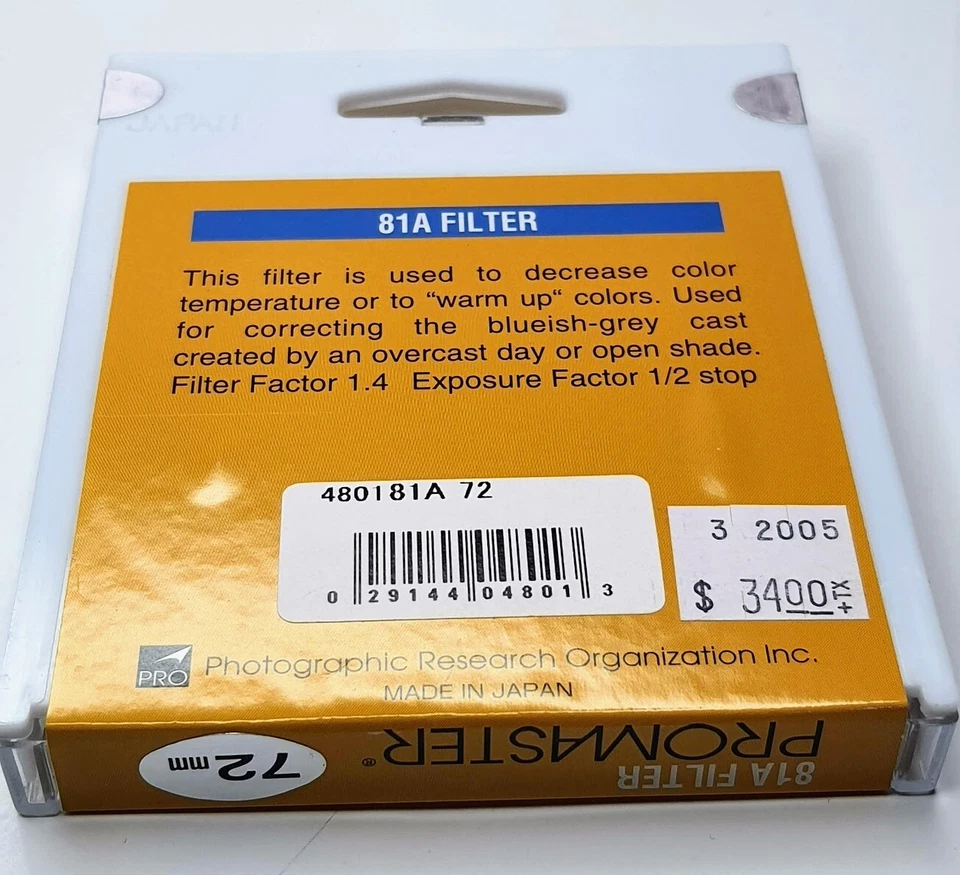 JAPAN
81A FILTER
This filter is used to decrease color
temperature or to “warm up“ colors. Used
for correcting the blueish-grey cast
created by an overcast day or open shade.
Filter Factor 1.4 Exposure Factor 1/2 stop
480181A 72
0 29144 04801 3
3 2005
$ 3400 +TX
PRO Photographic Research Organization Inc.
MADE IN JAPAN
PROMASTER®
81A FILTER
72mm